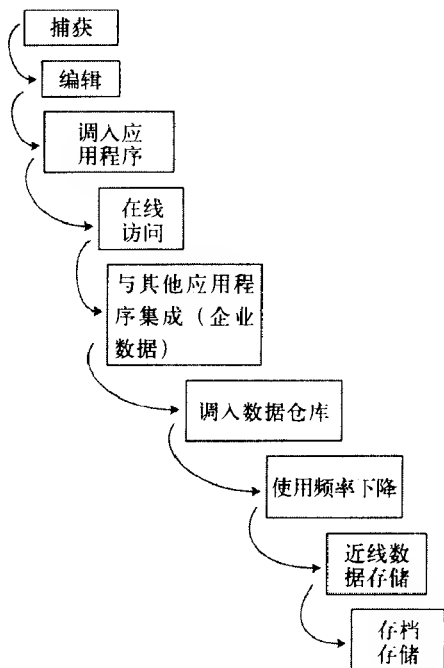 捕获
编辑
调入应
用程序
在线
访问
与其他应用程
序集成（企业
数据）
调入数据仓库
使用频率下降
近线数
据存储
存档
存储